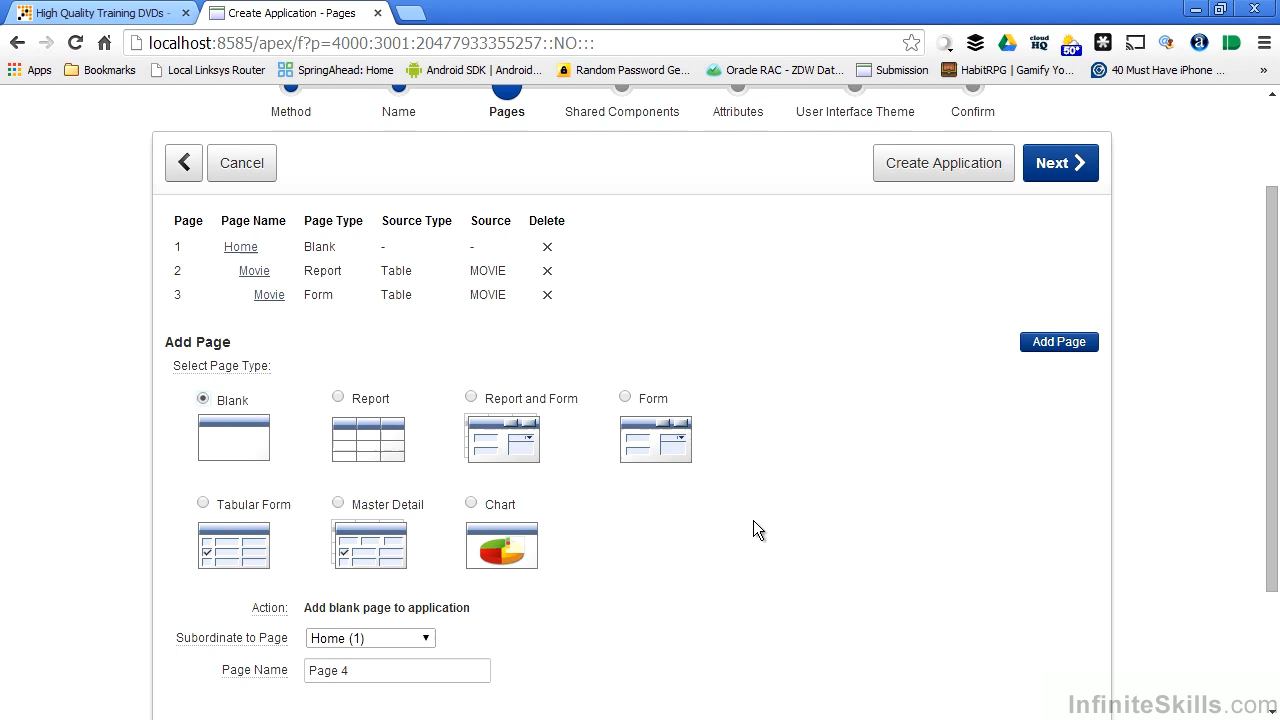 High Quality Training DVDs -
Create Application - Pages
localhost:8585/apex/f?p=4000:3001:20477933355257::NO:::
cloud HQ
50°
Apps
Bookmarks
Local Linksys Router
SpringAhead: Home
Android SDK | Android...
Random Password Ge...
Oracle RAC - ZDW Dat...
Submission
HabitRPG | Gamify Yo...
40 Must Have iPhone ...
»
Method
Name
Pages
Shared Components
Attributes
User Interface Theme
Confirm
Cancel
Create Application
Next
Page Page Name Page Type Source Type Source Delete
1 Home Blank - -
2 Movie Report Table MOVIE
3 Movie Form Table MOVIE
Add Page
Add Page
Select Page Type:
Blank
Report
Report and Form
Form
Tabular Form
Master Detail
Chart
Action: Add blank page to application
Subordinate to Page Home (1)
Page Name Page 4
InfiniteSkills.com